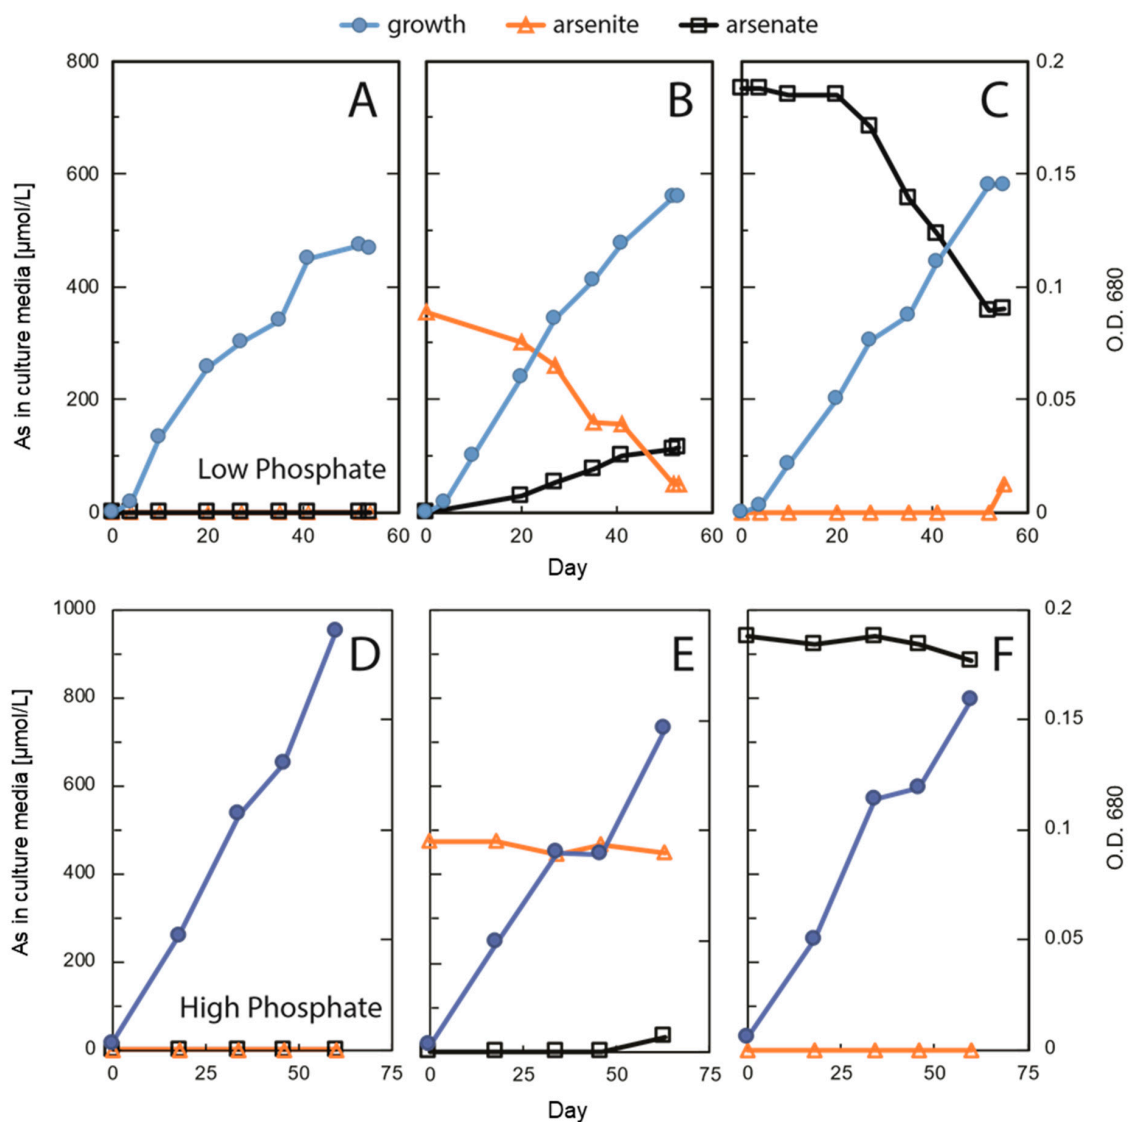 growth arsenite arsenate
800 A B C 0.2
600 0.15
As in culture media [µmol/L]
400 0.1
O.D. 680
200 0.05
Low Phosphate
0 0
0 20 40 60 0 20 40 60 0 20 40 60
Day
1000 0.2
D E F
800 0.15
As in culture media [µmol/L]
600
400 0.1
O.D. 680
200 0.05
High Phosphate
0 0
0 25 50 75 0 25 50 75 0 25 50 75
Day